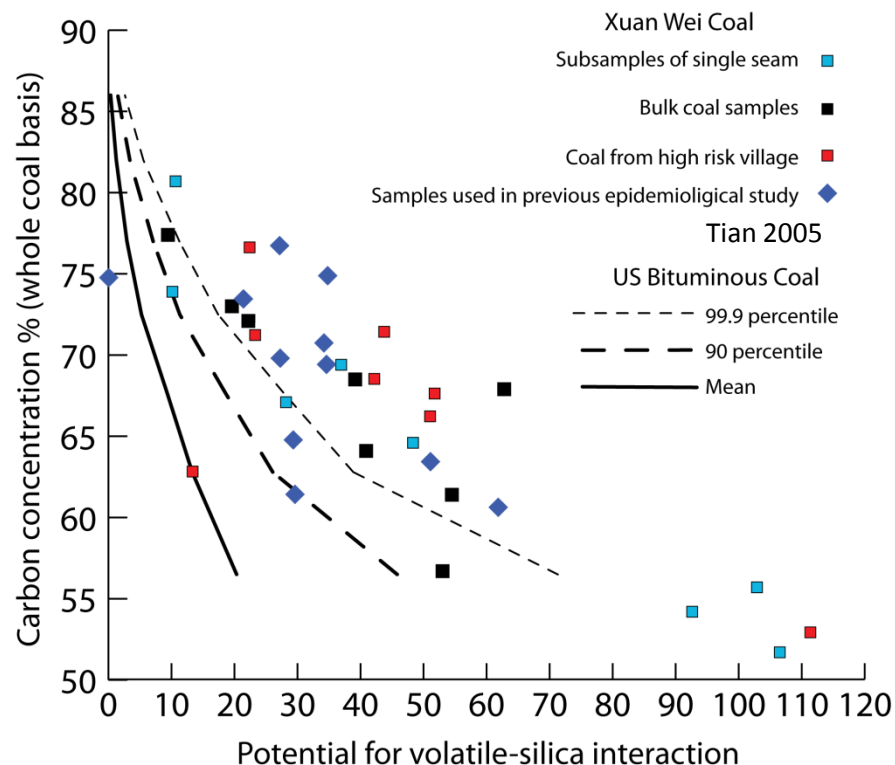 Xuan Wei Coal
Subsamples of single seam
Bulk coal samples
Coal from high risk village
Samples used in previous epidemioligical study
Tian 2005
US Bituminous Coal
99.9 percentile
90 percentile
Mean
Carbon concentration % (whole coal basis)
90
85
80
75
70
65
60
55
50
0 10 20 30 40 50 60 70 80 90 100 110 120
Potential for volatile-silica interaction